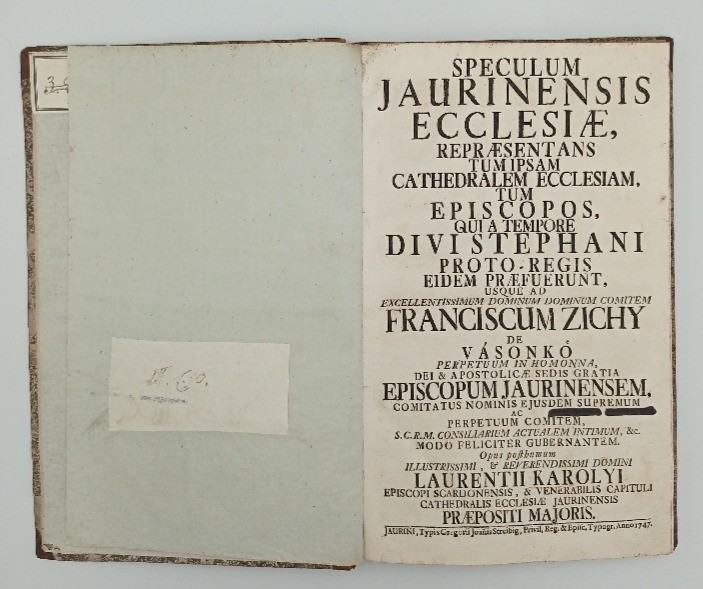 SPECULUM
JAURINENSIS
ECCLESIÆ,
REPRÆSENTANS
TUM IPSAM
CATHEDRALEM ECCLESIAM,
TUM
EPISCOPOS,
QUI A TEMPORE
DIVI STEPHANI
PROTO-REGIS
EIDEM PRÆFUERUNT,
USQUE AD
EXCELLENTISSIMUM DOMINUM DOMINUM COMITEM
FRANCISCUM ZICHY
DE
VÁSONKÓ
PERPETUUM IN HOMONNA,
DEI & APOSTOLICÆ SEDIS GRATIA
EPISCOPUM JAURINENSEM,
COMITATUS NOMINIS EJUSDEM SUPREMUM
AC
PERPETUUM COMITEM,
S.C.R.M. CONSILIARIUM ACTUALEM INTIMUM, &c.
MODO FELICITER GUBERNANTEM.
Opus posthumum
ILLUSTRISSIMI, & REVERENDISSIMI DOMINI
LAURENTII KAROLYI
EPISCOPI SCARDONENSIS, & VENERABILIS CAPITULI
CATHEDRALIS ECCLESIÆ JAURINENSIS
PRÆPOSITI MAJORIS.
JAURINI, Typis Gregorii Joannis Streibig, Privil. Reg. & Episc. Typogr. Anno 1747.